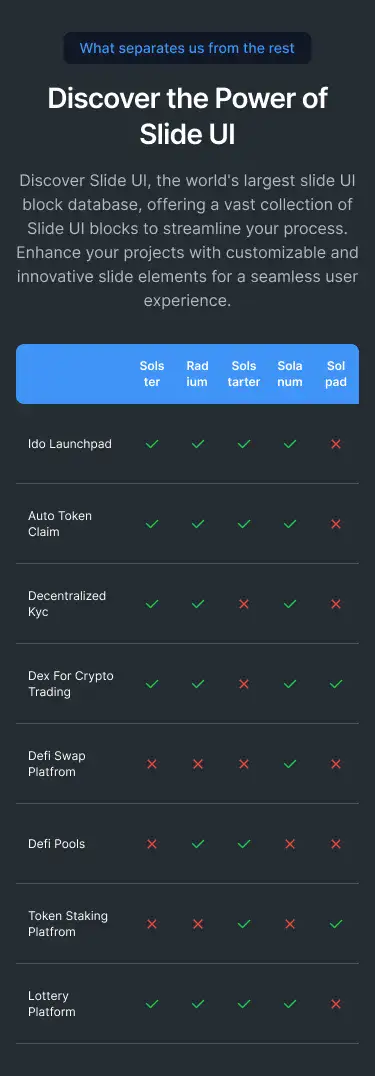 What separates us from the rest
Discover the Power of
Slide UI
Discover Slide UI, the world's largest slide UI
block database, offering a vast collection of
Slide UI blocks to streamline your process.
Enhance your projects with customizable and
innovative slide elements for a seamless user
experience.
Sols Rad Sols Sola Sol
ter ium tarter num pad
Ido Launchpad
Auto Token
Claim
Decentralized
Kyc
Dex For Crypto
Trading
Defi Swap
Platfrom
Defi Pools
Token Staking
Platfrom
Lottery
Platform